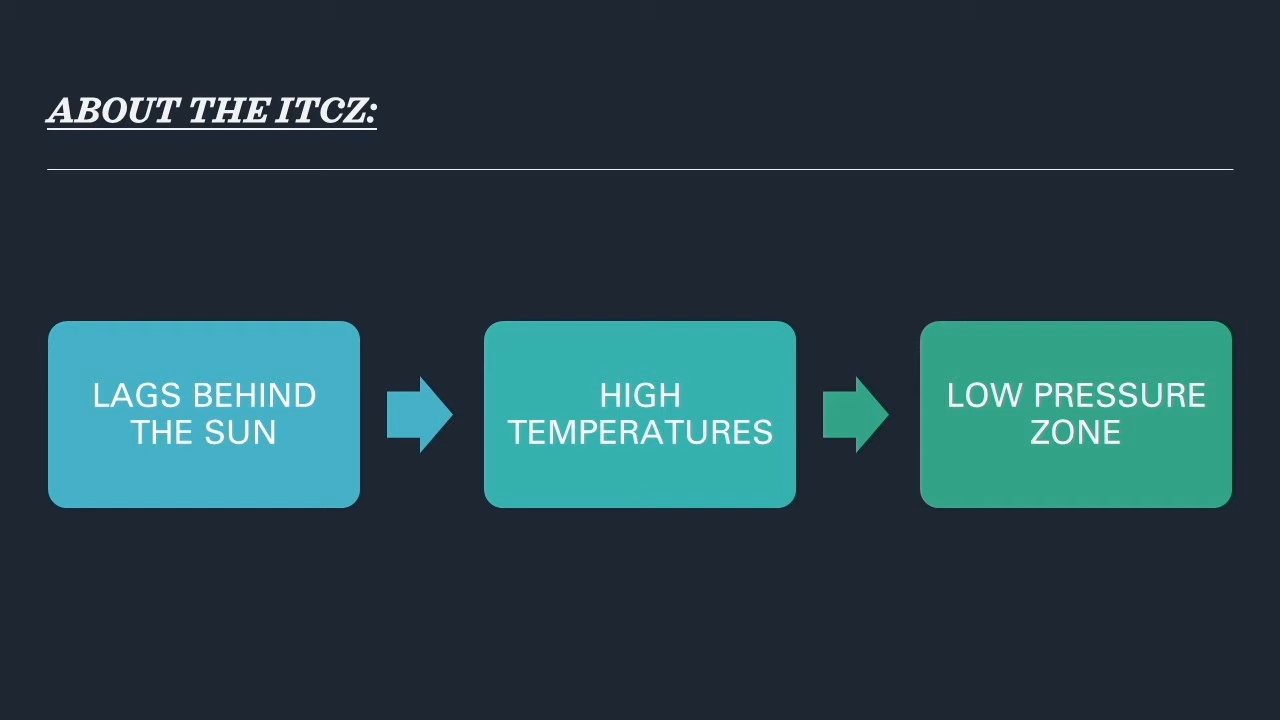 ABOUT THE ITCZ:
LAGS BEHIND
THE SUN
HIGH
TEMPERATURES
LOW PRESSURE
ZONE